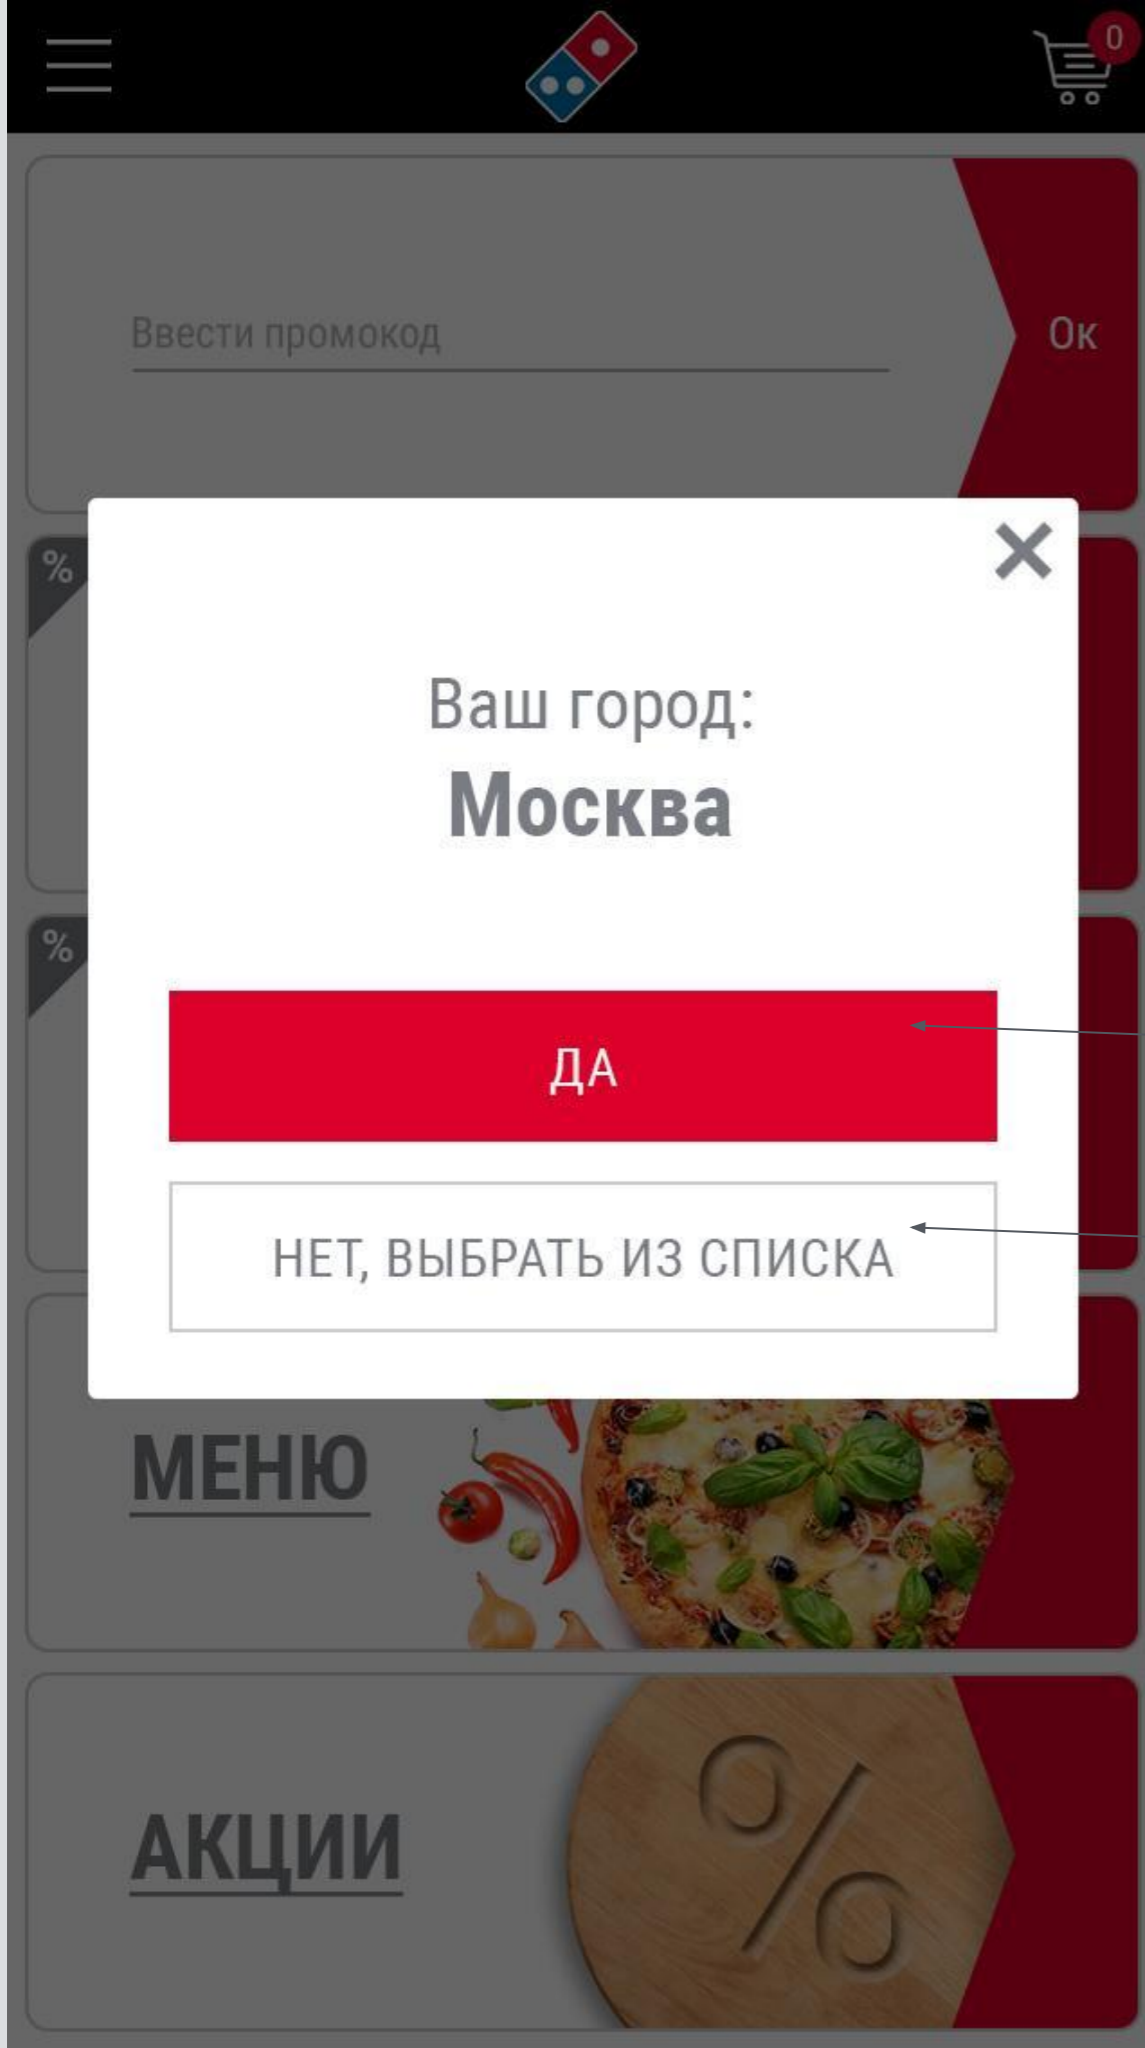 0
Ввести промокод
Ок
%
Ваш город:
Москва
%
ДА
НЕТ, ВЫБРАТЬ ИЗ СПИСКА
МЕНЮ
АКЦИИ
%